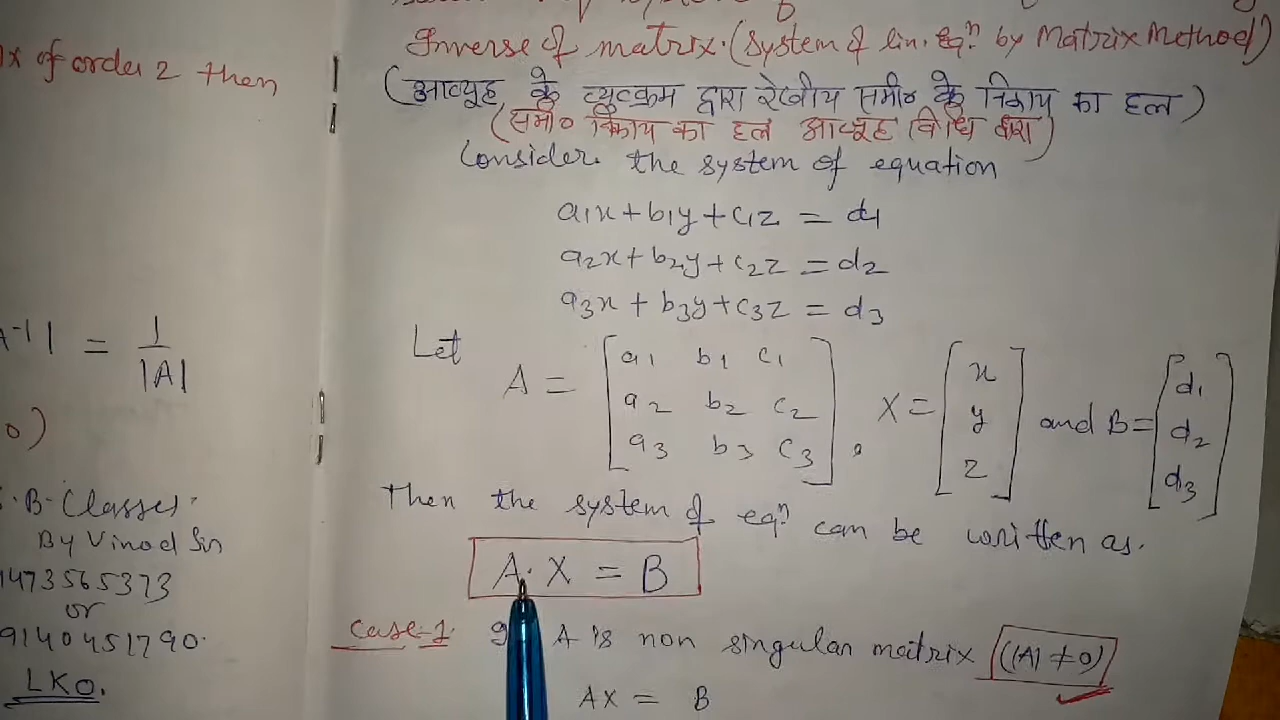 x of order 2 then
A⁻¹| = 1/|A|
0)
B-Classes
By Vinod Sir
1473565373
or
9140451790.
LKO.
Inverse of matrix. (System of lin. Eqⁿ. by Matrix Method)
(आव्यूह के व्युत्क्रम द्वारा रेखीय समी० के निकाय का हल)
(समी० निकाय का हल आव्यूह विधि द्वारा)
Consider the system of equation
a₁x + b₁y + c₁z = d₁
a₂x + b₂y + c₂z = d₂
a₃x + b₃y + c₃z = d₃
Let
A = [a₁ b₁ c₁ a₂ b₂ c₂ a₃ b₃ c₃], X = [x y z] and B = [d₁ d₂ d₃]
Then the system of eqⁿ. can be written as.
A·X = B
Case-1. A is non singular matrix (|A| ≠ 0)
AX = B